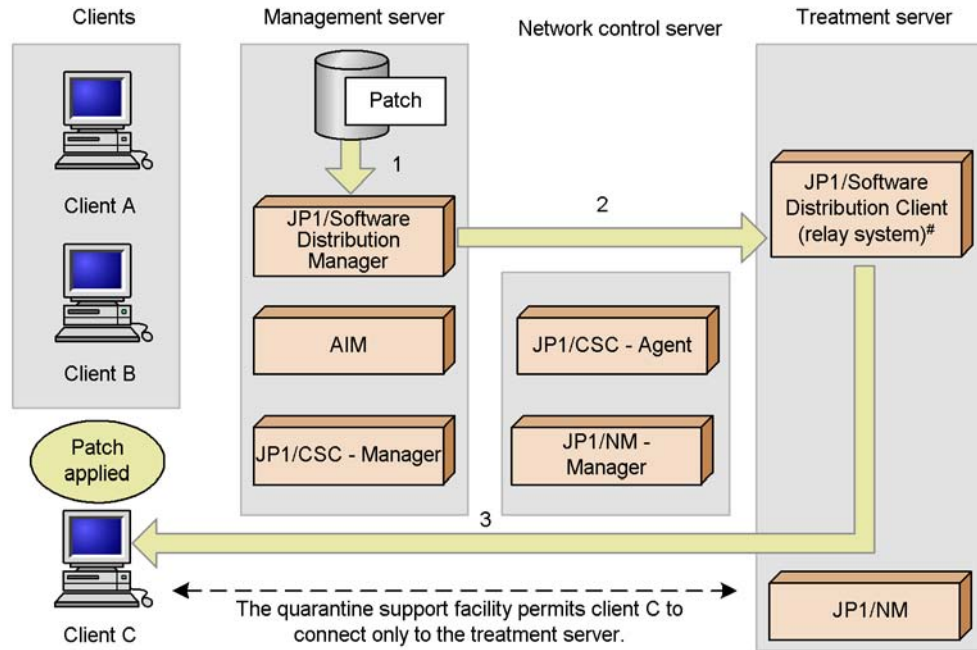 Clients
Management server
Network control server
Treatment server
Patch
1
Client A
JP1/Software
Distribution
Manager
2
JP1/Software
Distribution Client
(relay system)#
Client B
AIM
JP1/CSC - Agent
Patch
applied
JP1/CSC - Manager
JP1/NM -
Manager
3
Client C
The quarantine support facility permits client C to
connect only to the treatment server.
JP1/NM